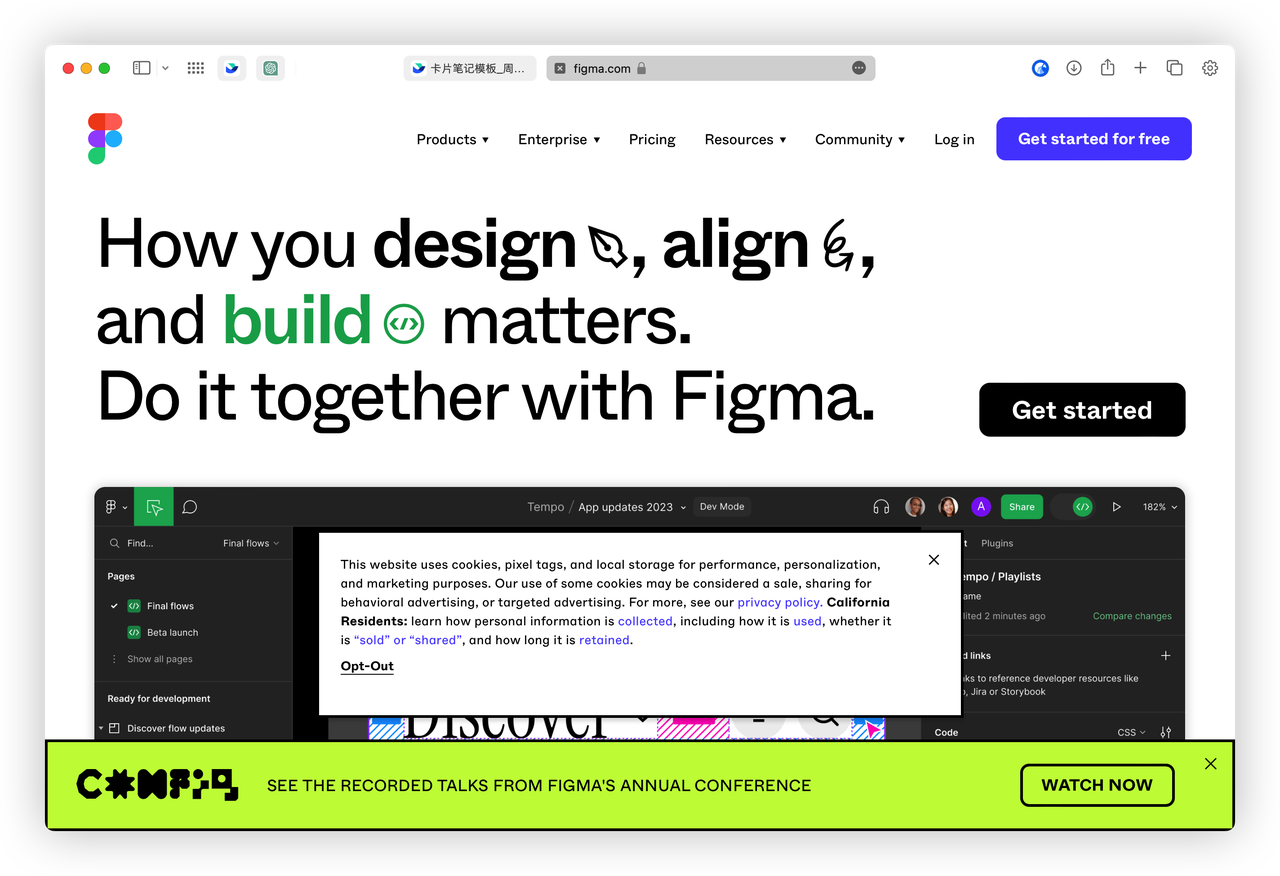 卡片笔记模板_周...
figma.com
Products Enterprise Pricing Resources Community Log in Get started for free
How you design, align,
and build matters.
Do it together with Figma.
Get started
Tempo / App updates 2023 Dev Mode A Share 182%
Find... Final flows
Pages
Final flows
Beta launch
Show all pages
Ready for development
Discover flow updates
This website uses cookies, pixel tags, and local storage for performance, personalization,
and marketing purposes. Our use of some cookies may be considered a sale, sharing for
behavioral advertising, or targeted advertising. For more, see our privacy policy. California
Residents: learn how personal information is collected, including how it is used, whether it
is “sold” or “shared”, and how long it is retained.
Opt-Out
Discover
t Plugins
empo / Playlists
ame
dited 2 minutes ago Compare changes
d links
ks to reference developer resources like
, Jira or Storybook
Code CSS
CONFIG SEE THE RECORDED TALKS FROM FIGMA'S ANNUAL CONFERENCE WATCH NOW